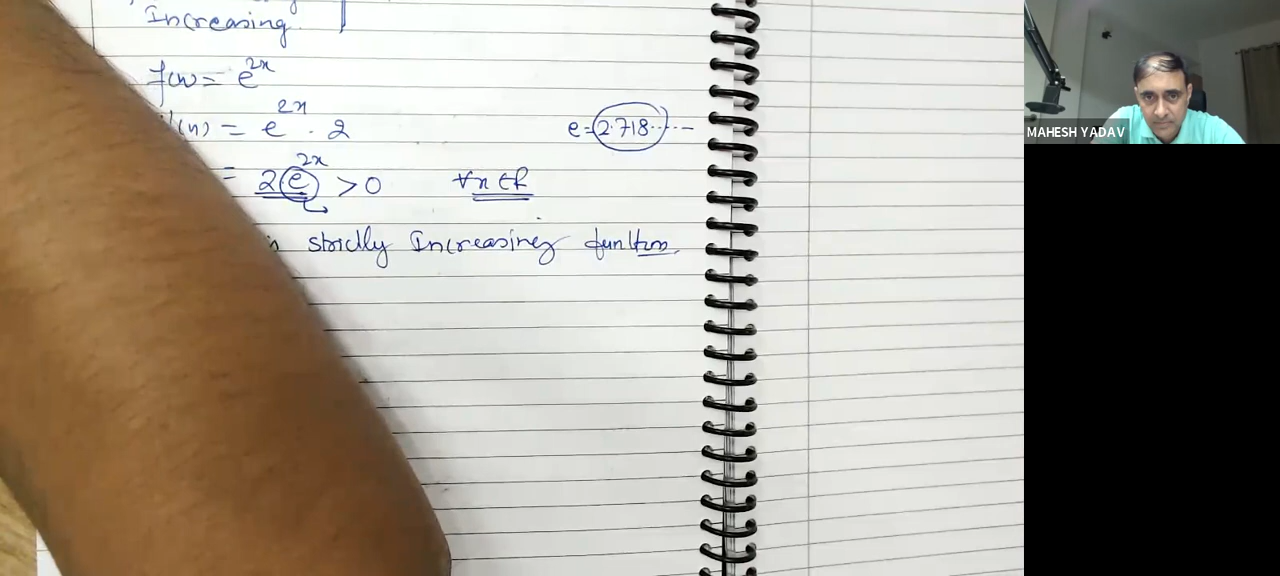 Increasing
f(x) = e^2x
'(x) = e^2x . 2
e = 2.718.....
= 2e^2x > 0 ∀x∈R
strictly Increasing function.
MAHESH YADAV